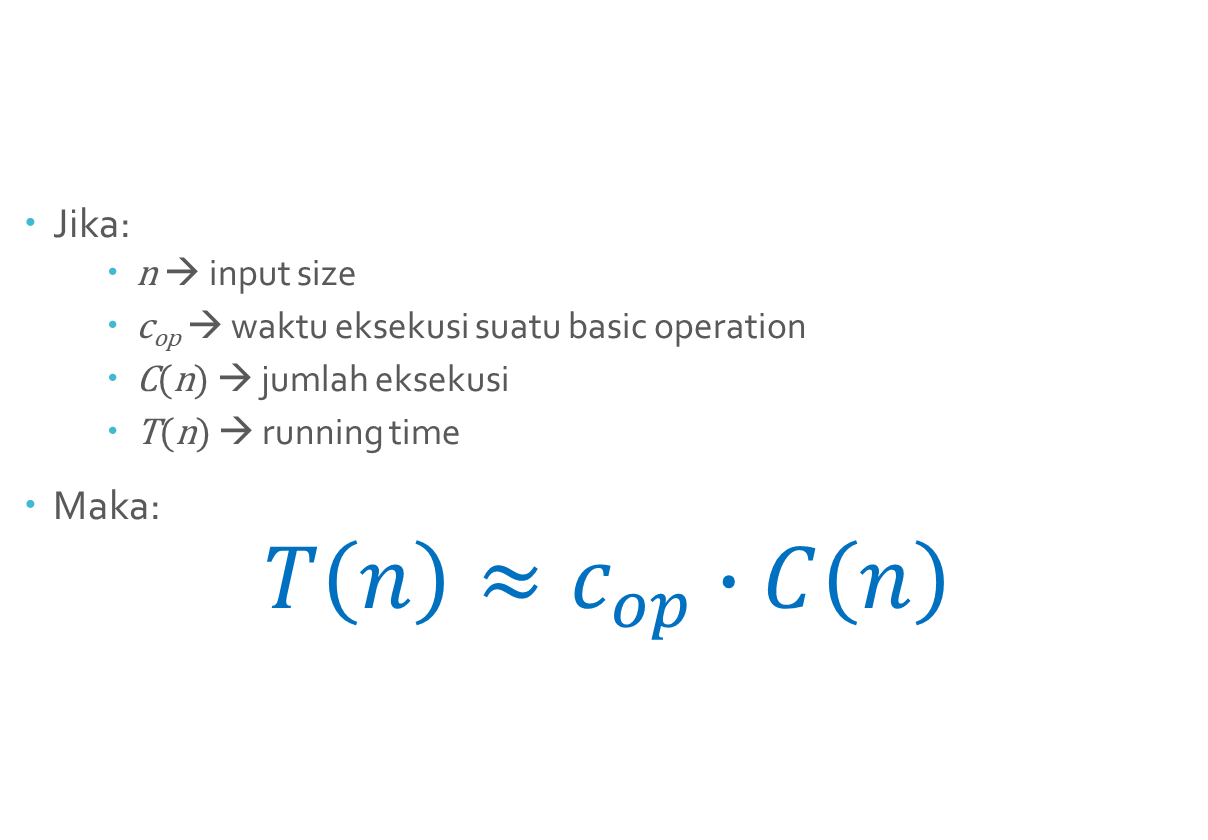 • Jika:
• n → input size
• c_op → waktu eksekusi suatu basic operation
• C(n) → jumlah eksekusi
• T(n) → running time
• Maka:
T(n) ≈ c_op · C(n)